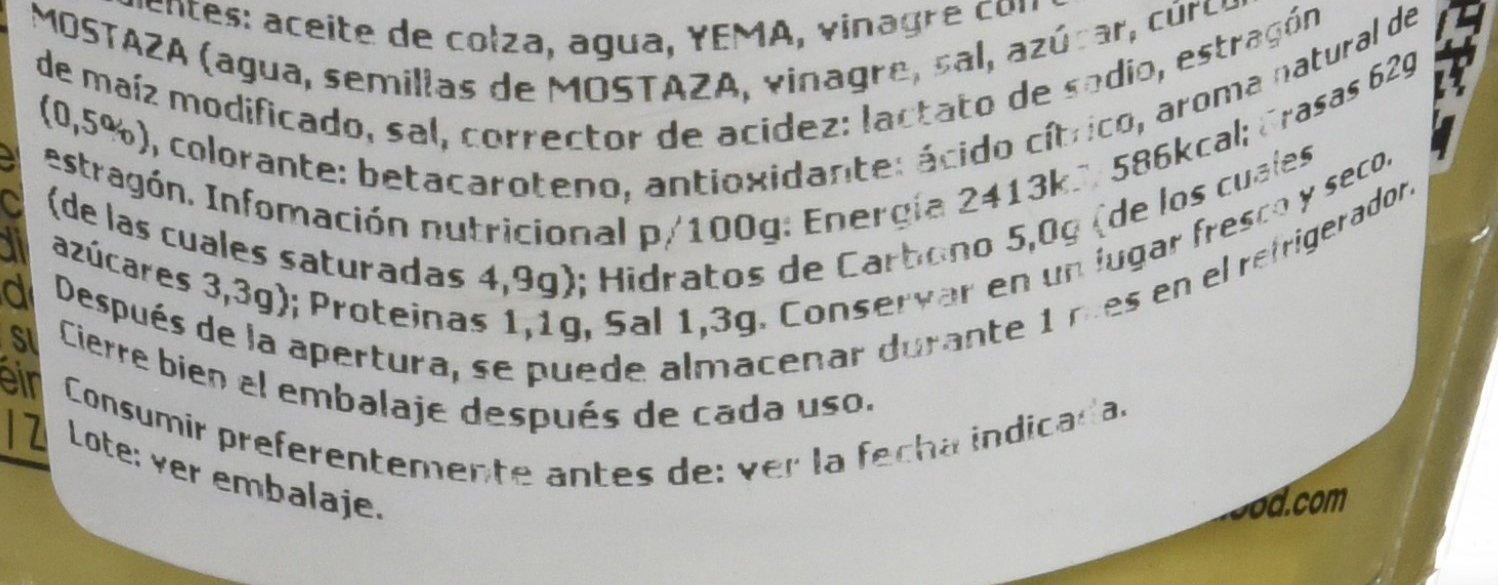 aceite de colza, agua, YEMA, vinagre
MOSTAZA (agua, semillas de MOSTAZA, vinagre, sal, azúcar,
de maíz modificado, sal, corrector de acidez: lactato de sodio, estragón
(0,5%), colorante: betacaroteno, antioxidante: ácido cítrico, aroma natural de
estragón. Infomación nutricional p/100g: Energía 2413kJ, 586kcal; Grasas 62g
(de las cuales saturadas 4,9g); Hidratos de Carbono 5,0g (de los cuales
azúcares 3,3g); Proteinas 1,1g, Sal 1,3g. Conservar en un lugar fresco y seco.
Después de la apertura, se puede almacenar durante 1 mes en el refrigerador.
Cierre bien el embalaje después de cada uso.
Consumir preferentemente antes de: ver la fecha indicada.
Lote: ver embalaje.